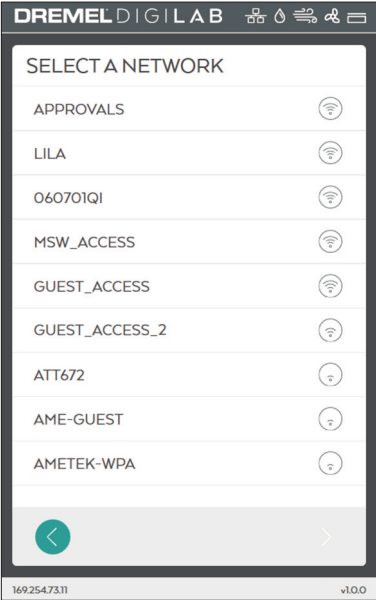 DREMEL DIGILAB
SELECT A NETWORK
APPROVALS
LILA
060701QI
MSW_ACCESS
GUEST_ACCESS
GUEST_ACCESS_2
ATT672
AME-GUEST
AMETEK-WPA
169.254.73.11 v1.0.0